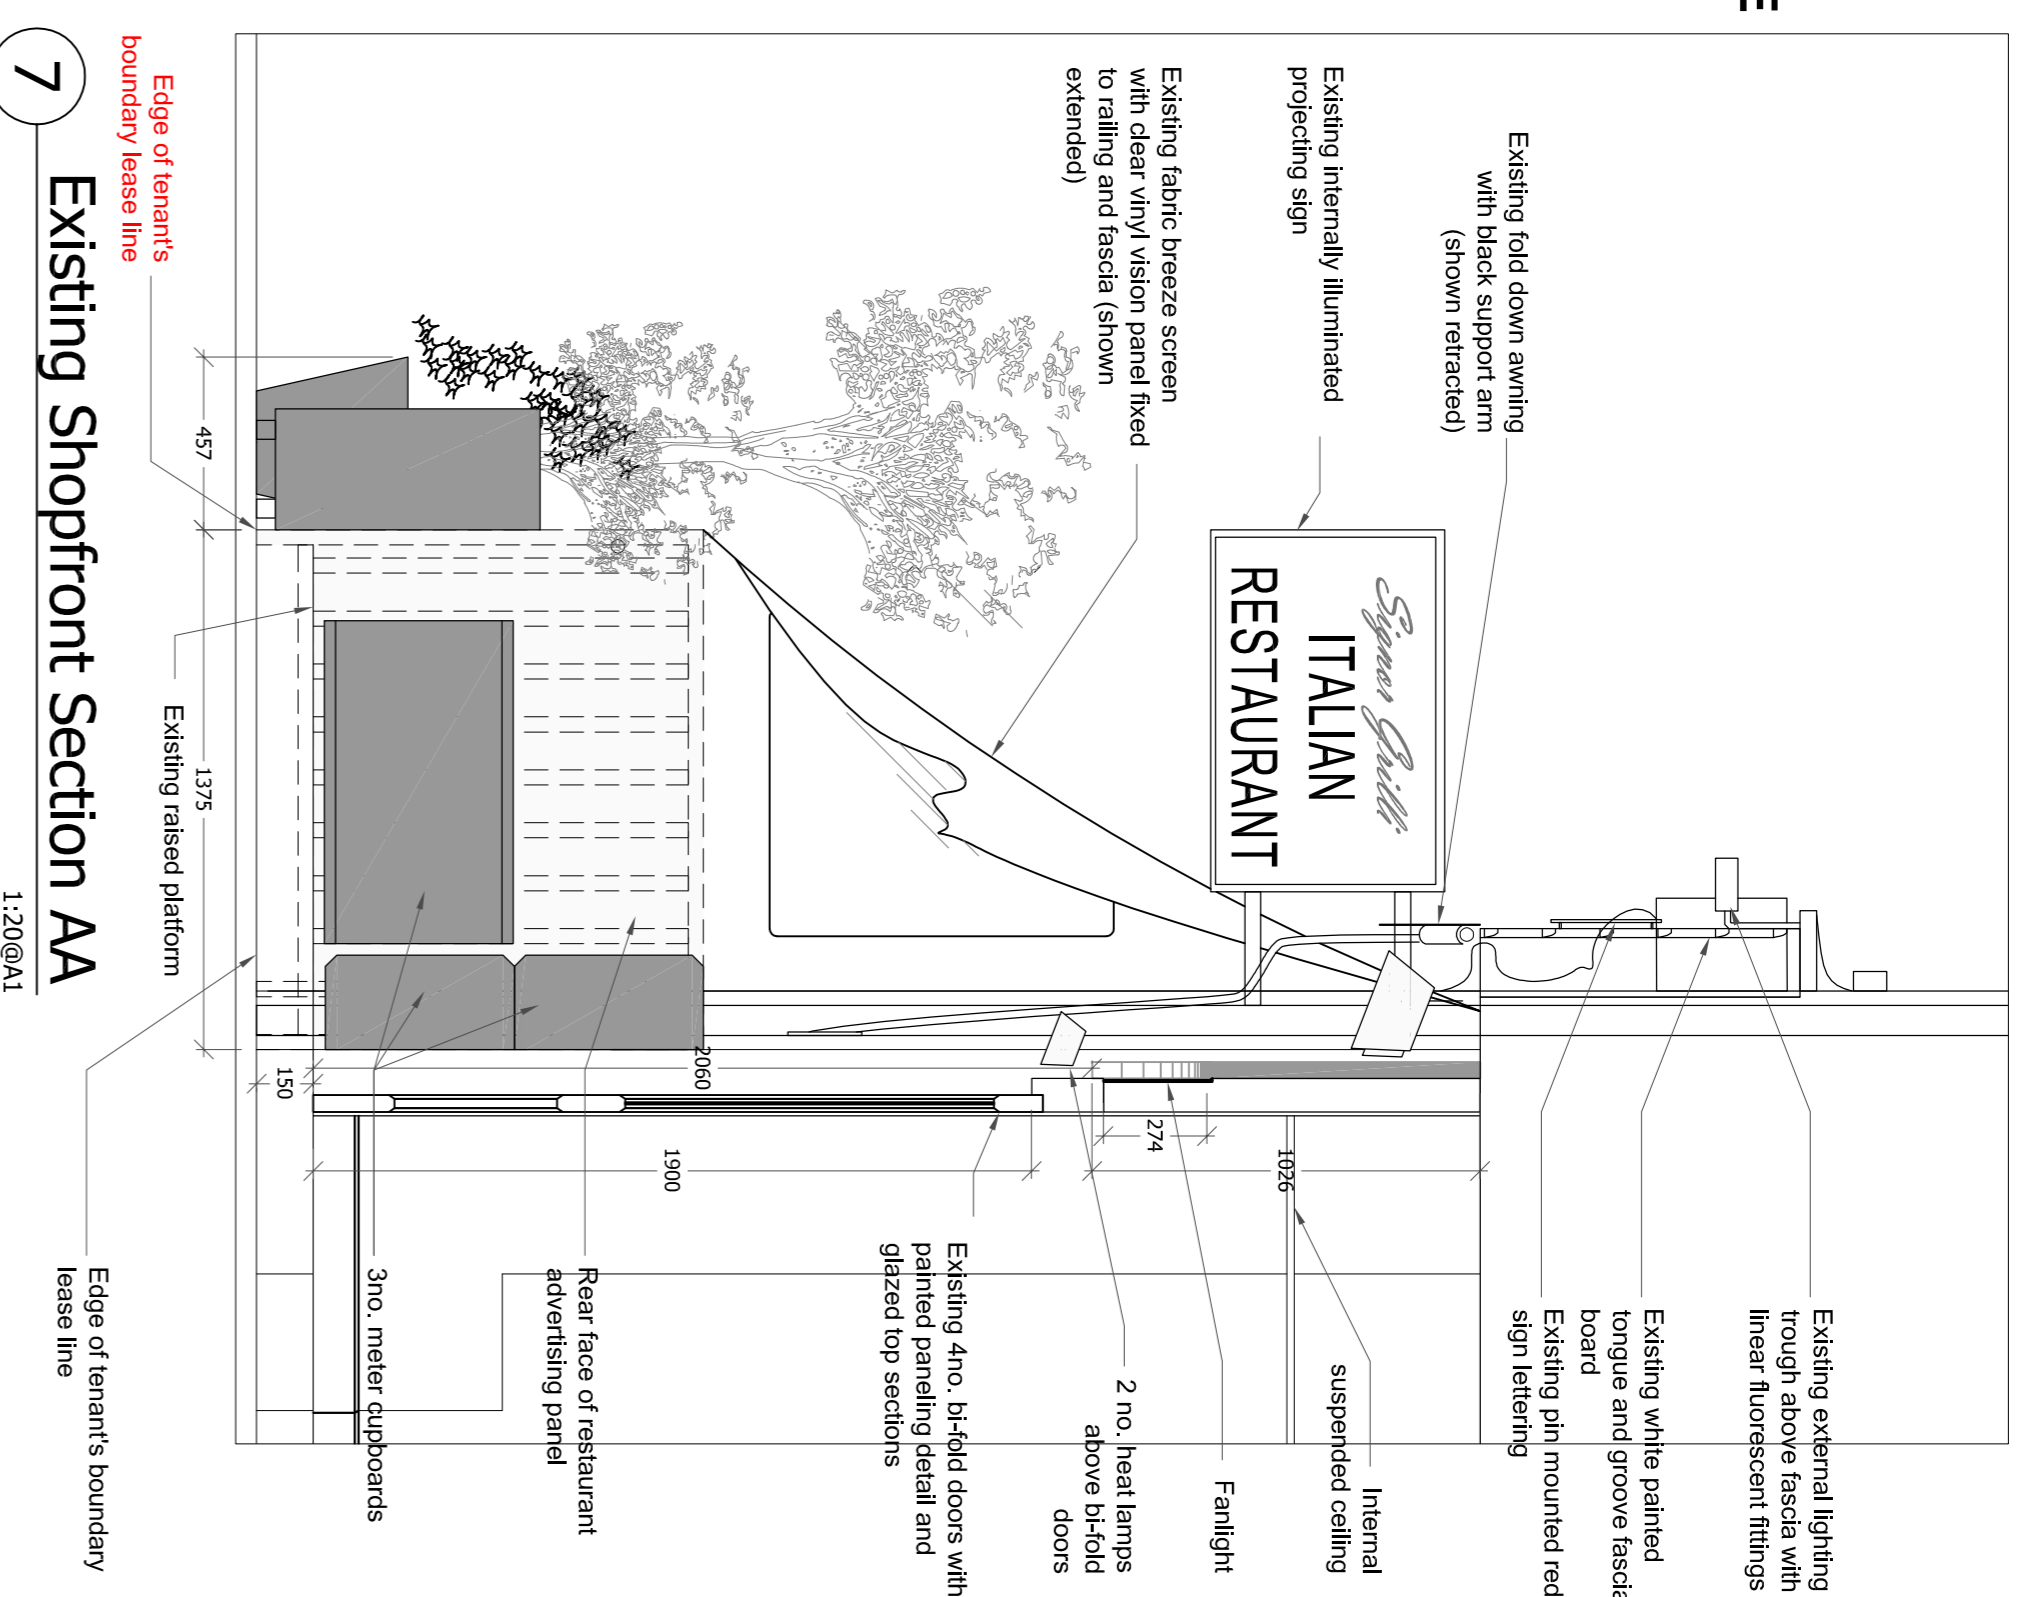 Existing fold down awning
with black support arm
(shown retracted)
Existing internally illuminated
projecting sign
Existing fabric breeze screen
with clear vinyl vision panel fixed
to railing and fascia (shown
extended)
Edge of tenant's
boundary lease line
Signor Grilli
ITALIAN
RESTAURANT
Existing external lighting
trough above fascia with
linear fluorescent fittings
Existing white painted
tongue and groove fascia
board
Existing pin mounted red
sign lettering
Internal
suspended ceiling
Fanlight
2 no. heat lamps
above bi-fold
doors
Existing 4no. bi-fold doors with
painted paneling detail and
glazed top sections
Rear face of restaurant
advertising panel
3no. meter cupboards
Edge of tenant's boundary
lease line
1026
274
1900
2060
150
457
1375
Existing raised platform
7
Existing Shopfront Section AA
1:20@A1